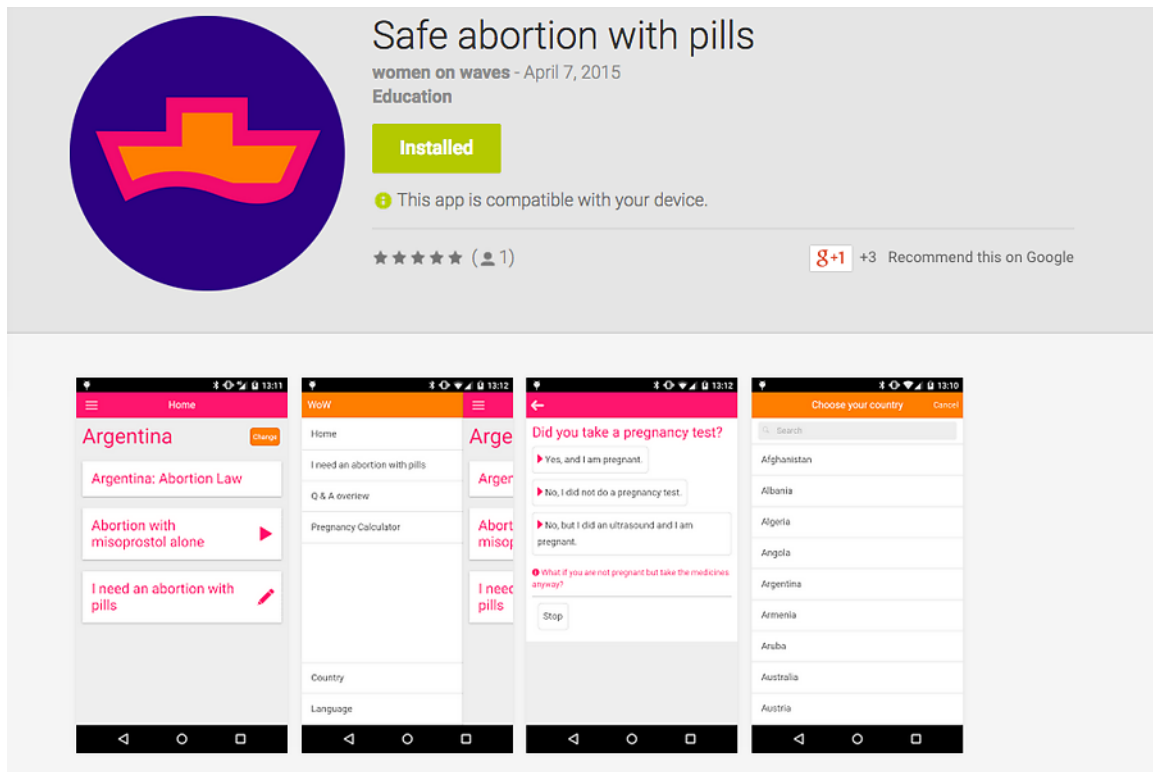 Safe abortion with pills
women on waves - April 7, 2015
Education
Installed
This app is compatible with your device.
( 1)
g+1 +3 Recommend this on Google
13:11
Home
Argentina
Change
Argentina: Abortion Law
Abortion with
misoprostol alone
I need an abortion with
pills
13:12
WoW
Home
I need an abortion with pills
Q & A overiew
Pregnancy Calculator
Country
Language
Arge
Argen
Abort
misop
I need
pills
13:12
Did you take a pregnancy test?
Yes, and I am pregnant.
No, I did not do a pregnancy test.
No, but I did an ultrasound and I am
pregnant.
What if you are not pregnant but take the medicines
anyway?
Stop
13:10
Choose your country Cancel
Search
Afghanistan
Albania
Algeria
Angola
Argentina
Armenia
Aruba
Australia
Austria